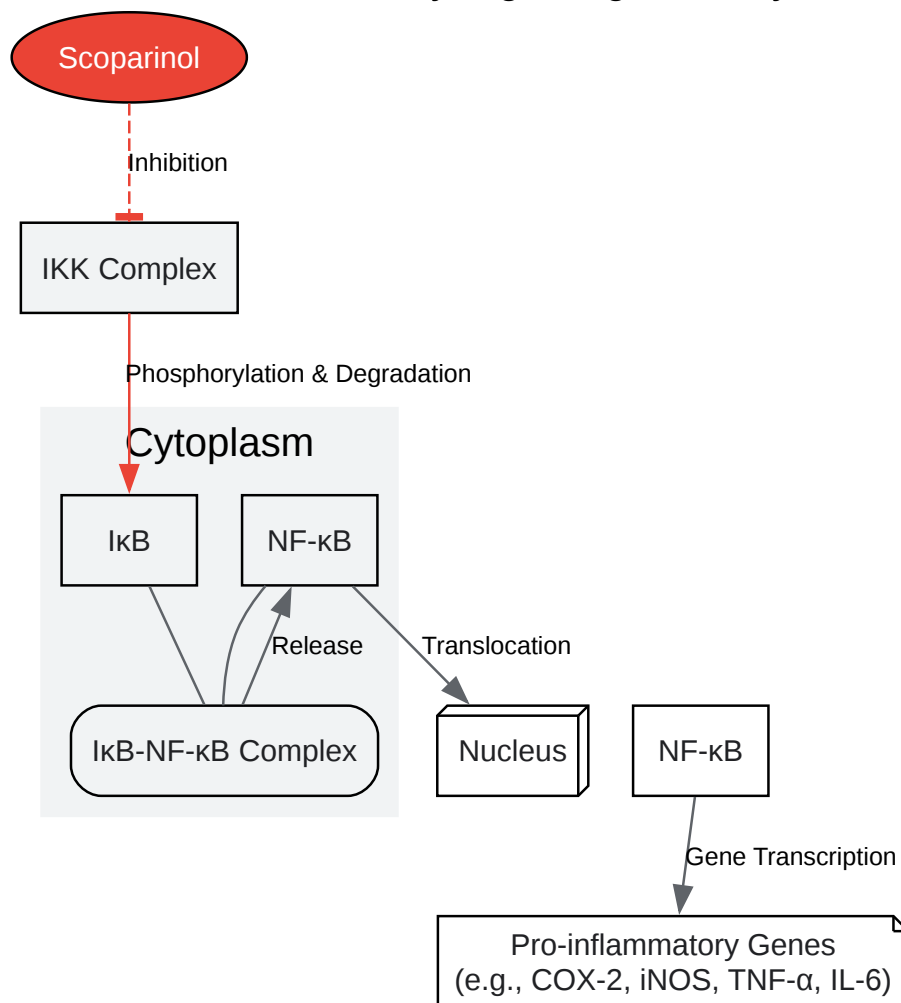 Scoparinol
Inhibition
IKK Complex
Phosphorylation & Degradation
Cytoplasm
IκB
NF-κB
Release
Translocation
IκB-NF-κB Complex
Nucleus
NF-κB
Gene Transcription
Pro-inflammatory Genes
(e.g., COX-2, iNOS, TNF-α, IL-6)